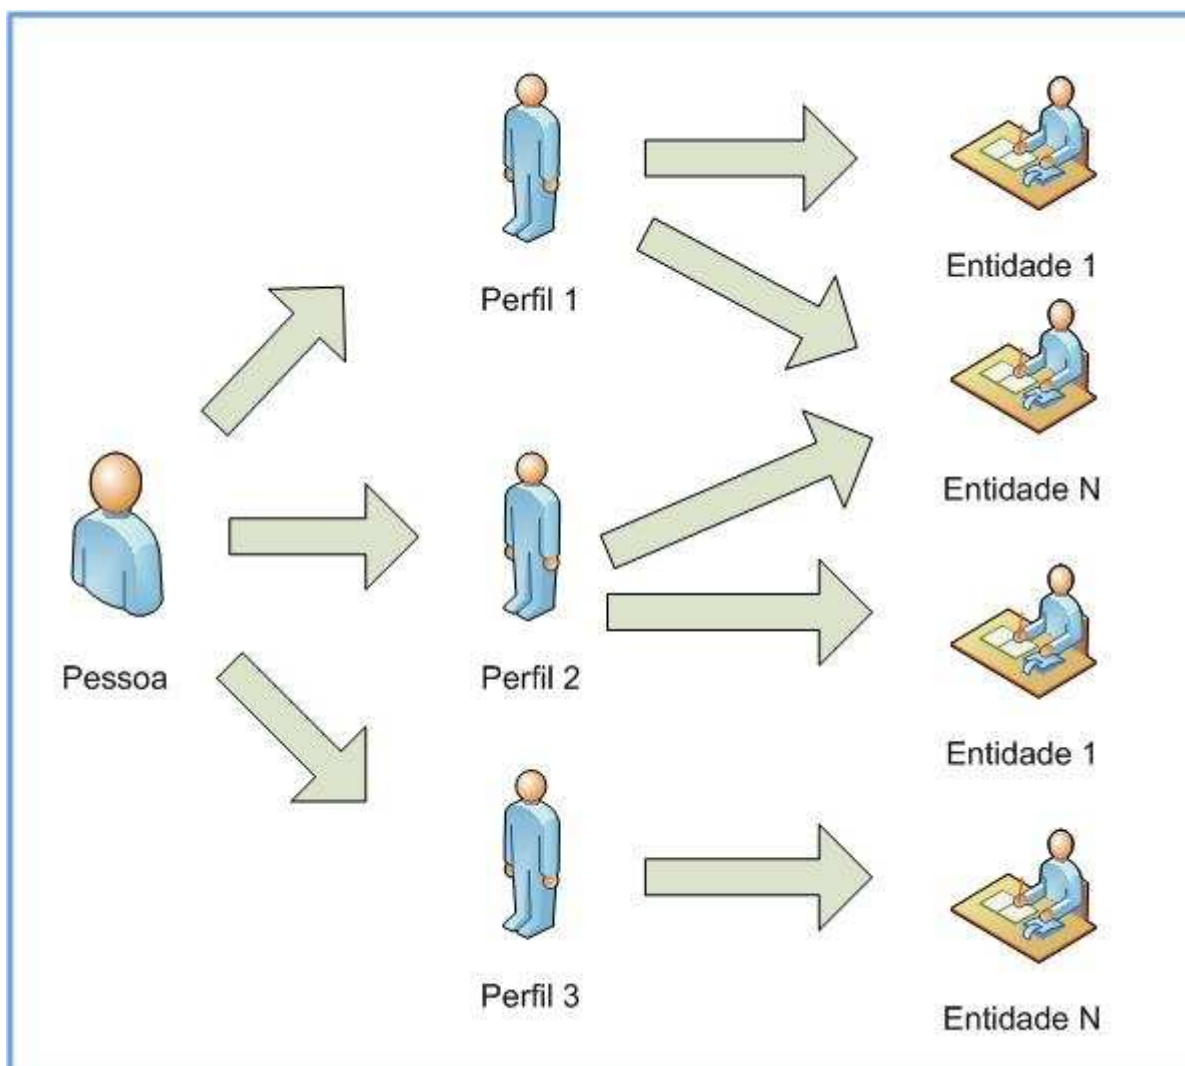 Perfil 1
Entidade 1
Entidade N
Pessoa
Perfil 2
Entidade 1
Perfil 3
Entidade N